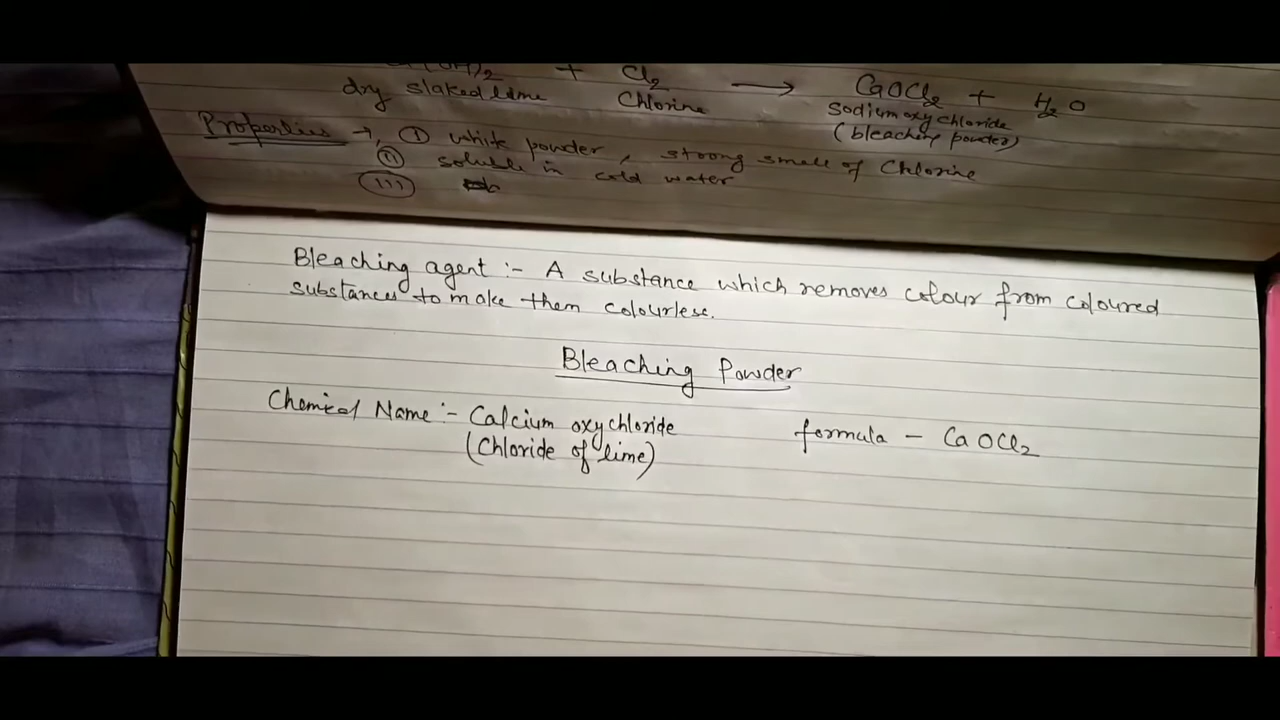 (OH)2 + Cl2 ⟶ CaOCl2 + H2O
dry slaked lime Chlorine Sodium oxychloride
(bleaching powder)
Properties → (I) white powder, strong smell of Chlorine
(II) soluble in cold water
(III)
Bleaching agent :- A substance which removes colour from coloured
substances to make them colourless.
Bleaching Powder
Chemical Name :- Calcium oxychloride formula - CaOCl2
(Chloride of lime)